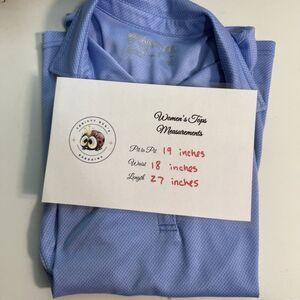 Women's Tops
Measurements
Pit to Pit 19 inches
Waist 18 inches
Length 27 inches